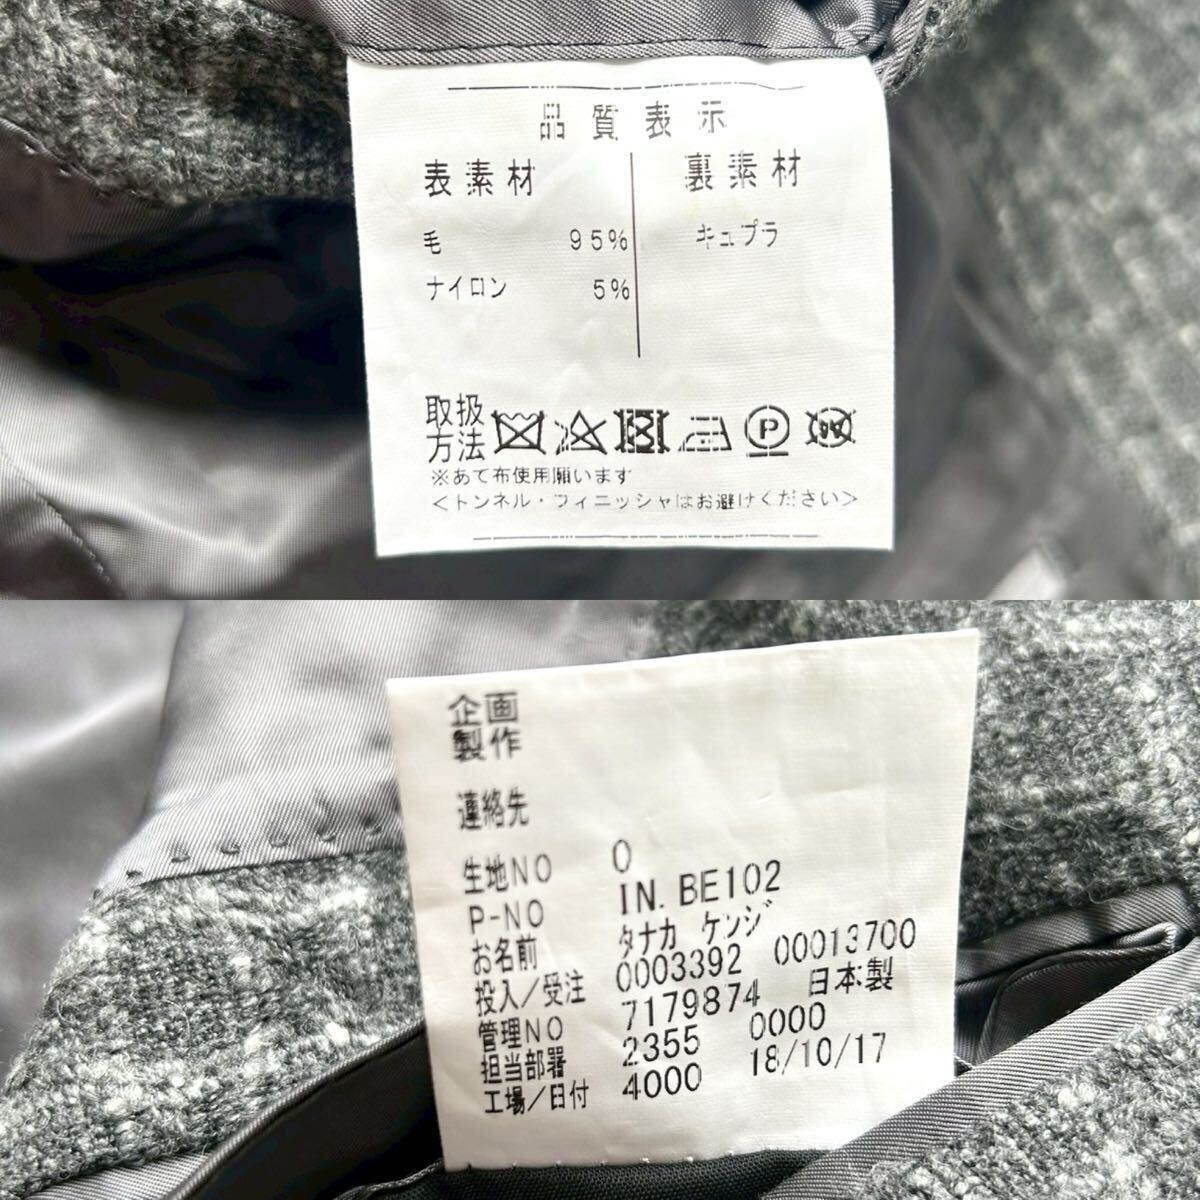 品質表示
表素材 裏素材
毛 95% キュプラ
ナイロン 5%
取扱方法
P
※あて布使用願います
<トンネル・フィニッシャはお避けください>
企画
製作
連絡先
生地NO 0
P-NO IN.BE102
お名前 タナカ ケンジ
投入/受注 0003392 00013700
管理NO 7179874 日本製
担当部署 2355 0000
工場/日付 4000 18/10/17